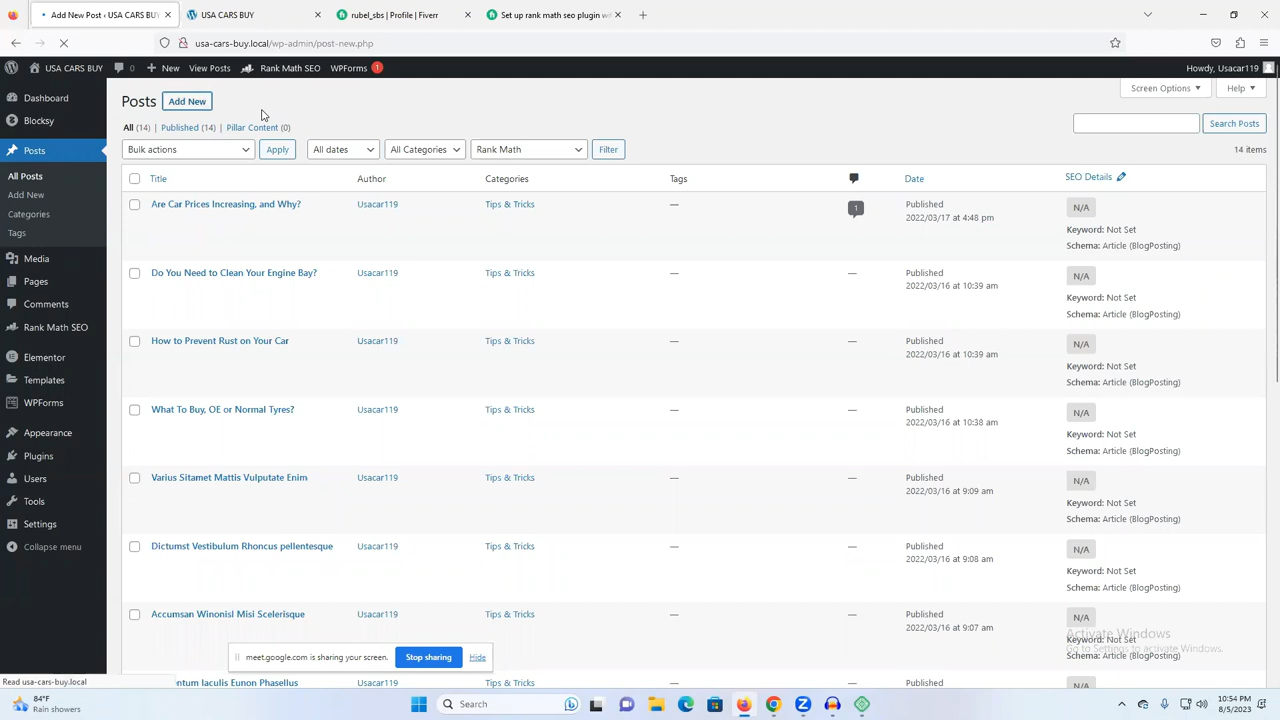 Add New Post ‹ USA CARS BUY
USA CARS BUY
rubel_sbs | Profile | Fiverr
Set up rank math seo plugin w
usa-cars-buy.local/wp-admin/post-new.php
USA CARS BUY
0
New
View Posts
Rank Math SEO
WPForms 1
Howdy, Usacar119
Dashboard
Blocksy
Posts
All Posts
Add New
Categories
Tags
Media
Pages
Comments
Rank Math SEO
Elementor
Templates
WPForms
Appearance
Plugins
Users
Tools
Settings
Collapse menu
Posts Add New
Screen Options
Help
All (14) | Published (14) | Pillar Content (0)
Search Posts
Bulk actions Apply All dates All Categories Rank Math Filter
14 items
Title Author Categories Tags Date SEO Details
Are Car Prices Increasing, and Why? Usacar119 Tips & Tricks — 1 Published N/A
2022/03/17 at 4:48 pm
Keyword: Not Set
Schema: Article (BlogPosting)
Do You Need to Clean Your Engine Bay? Usacar119 Tips & Tricks — — Published N/A
2022/03/16 at 10:39 am
Keyword: Not Set
Schema: Article (BlogPosting)
How to Prevent Rust on Your Car Usacar119 Tips & Tricks — — Published N/A
2022/03/16 at 10:39 am
Keyword: Not Set
Schema: Article (BlogPosting)
What To Buy, OE or Normal Tyres? Usacar119 Tips & Tricks — — Published N/A
2022/03/16 at 10:38 am
Keyword: Not Set
Schema: Article (BlogPosting)
Varius Sitamet Mattis Vulputate Enim Usacar119 Tips & Tricks — — Published N/A
2022/03/16 at 9:09 am
Keyword: Not Set
Schema: Article (BlogPosting)
Dictumst Vestibulum Rhoncus pellentesque Usacar119 Tips & Tricks — — Published N/A
2022/03/16 at 9:08 am
Keyword: Not Set
Schema: Article (BlogPosting)
Accumsan Winonisl Misi Scelerisque Usacar119 Tips & Tricks — — Published N/A
2022/03/16 at 9:07 am
Keyword: Not Set
Schema: Article (BlogPosting)
Activate Windows
Go to Settings to activate Windows.
meet.google.com is sharing your screen. Stop sharing Hide
Read usa-cars-buy.local
Iaculis Eunon Phasellus Usacar119 Tips & Tricks — — Published N/A
84°F
Rain showers
Search
10:54 PM
8/5/2023